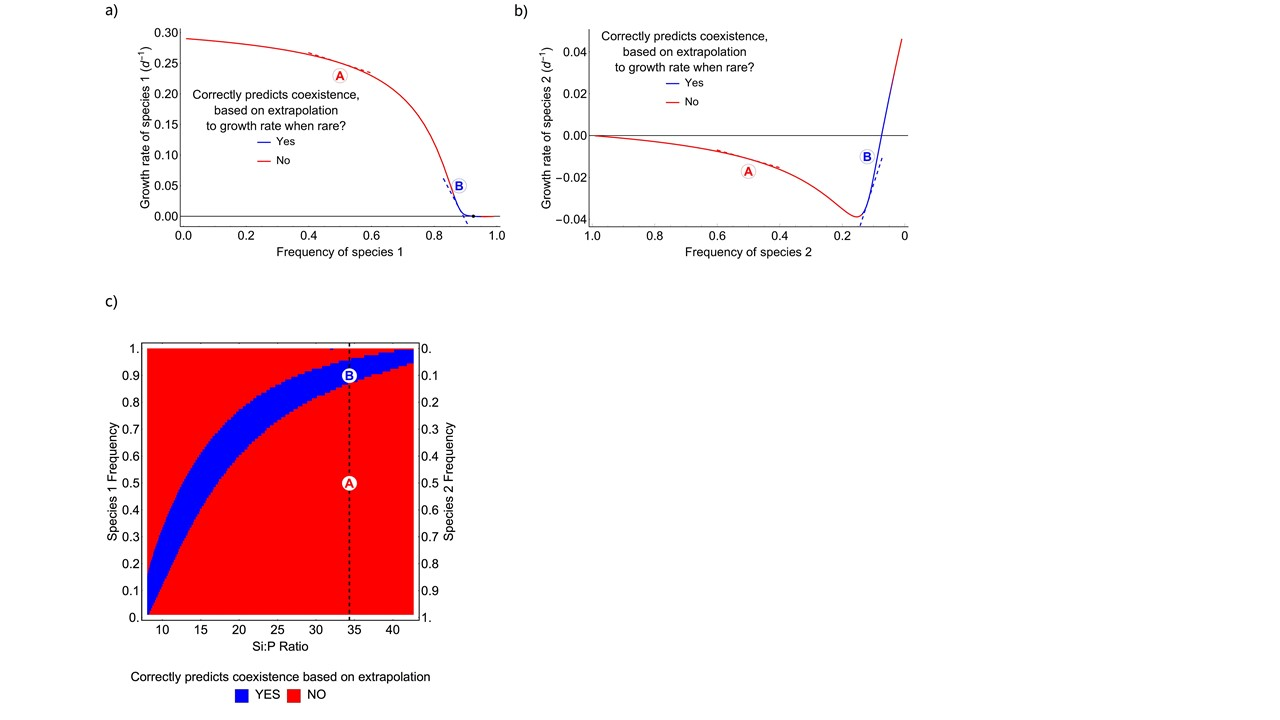 a)
Growth rate of species 1 (d⁻¹)
0.30
0.25
0.20
0.15
0.10
0.05
0.00
A
Correctly predicts coexistence,
based on extrapolation
to growth rate when rare?
Yes
No
B
0.0 0.2 0.4 0.6 0.8 1.0
Frequency of species 1
b)
Growth rate of species 2 (d⁻¹)
0.04
0.02
0.00
−0.02
−0.04
Correctly predicts coexistence,
based on extrapolation
to growth rate when rare?
Yes
No
B
A
1.0 0.8 0.6 0.4 0.2 0
Frequency of species 2
c)
Species 1 Frequency
1.
0.9
0.8
0.7
0.6
0.5
0.4
0.3
0.2
0.1
0.
B
A
0.
0.1
0.2
0.3
0.4
0.5
0.6
0.7
0.8
0.9
1.
Species 2 Frequency
10 15 20 25 30 35 40
Si:P Ratio
Correctly predicts coexistence based on extrapolation
YES NO